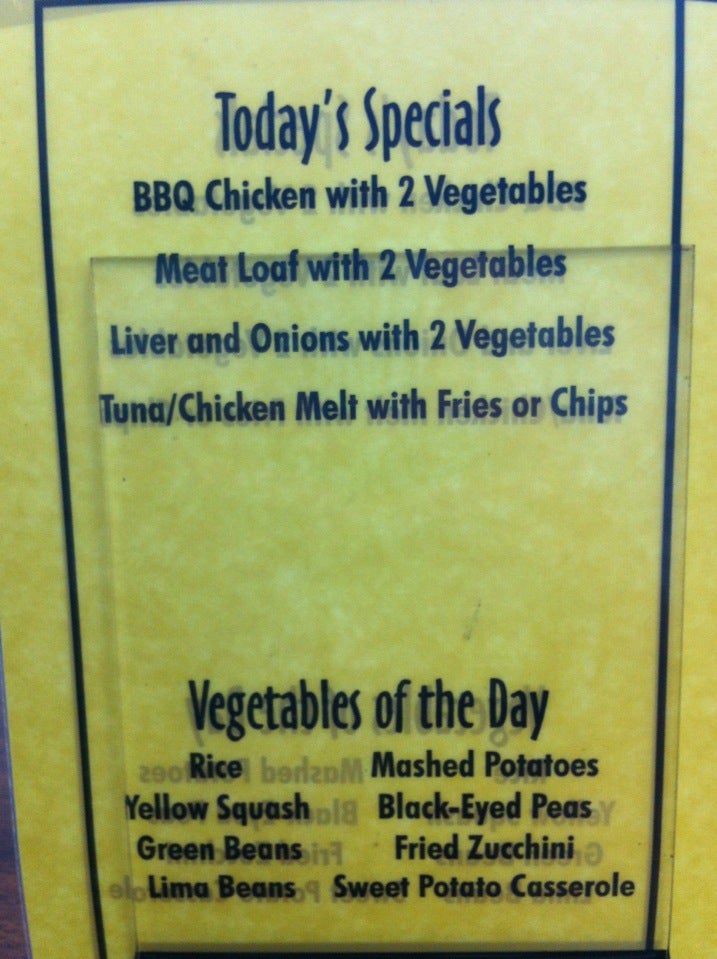 Today's Specials
BBQ Chicken with 2 Vegetables
Meat Loaf with 2 Vegetables
Liver and Onions with 2 Vegetables
Tuna/Chicken Melt with Fries or Chips
Vegetables of the Day
Rice Mashed Potatoes
Yellow Squash Black-Eyed Peas
Green Beans Fried Zucchini
Lima Beans Sweet Potato Casserole